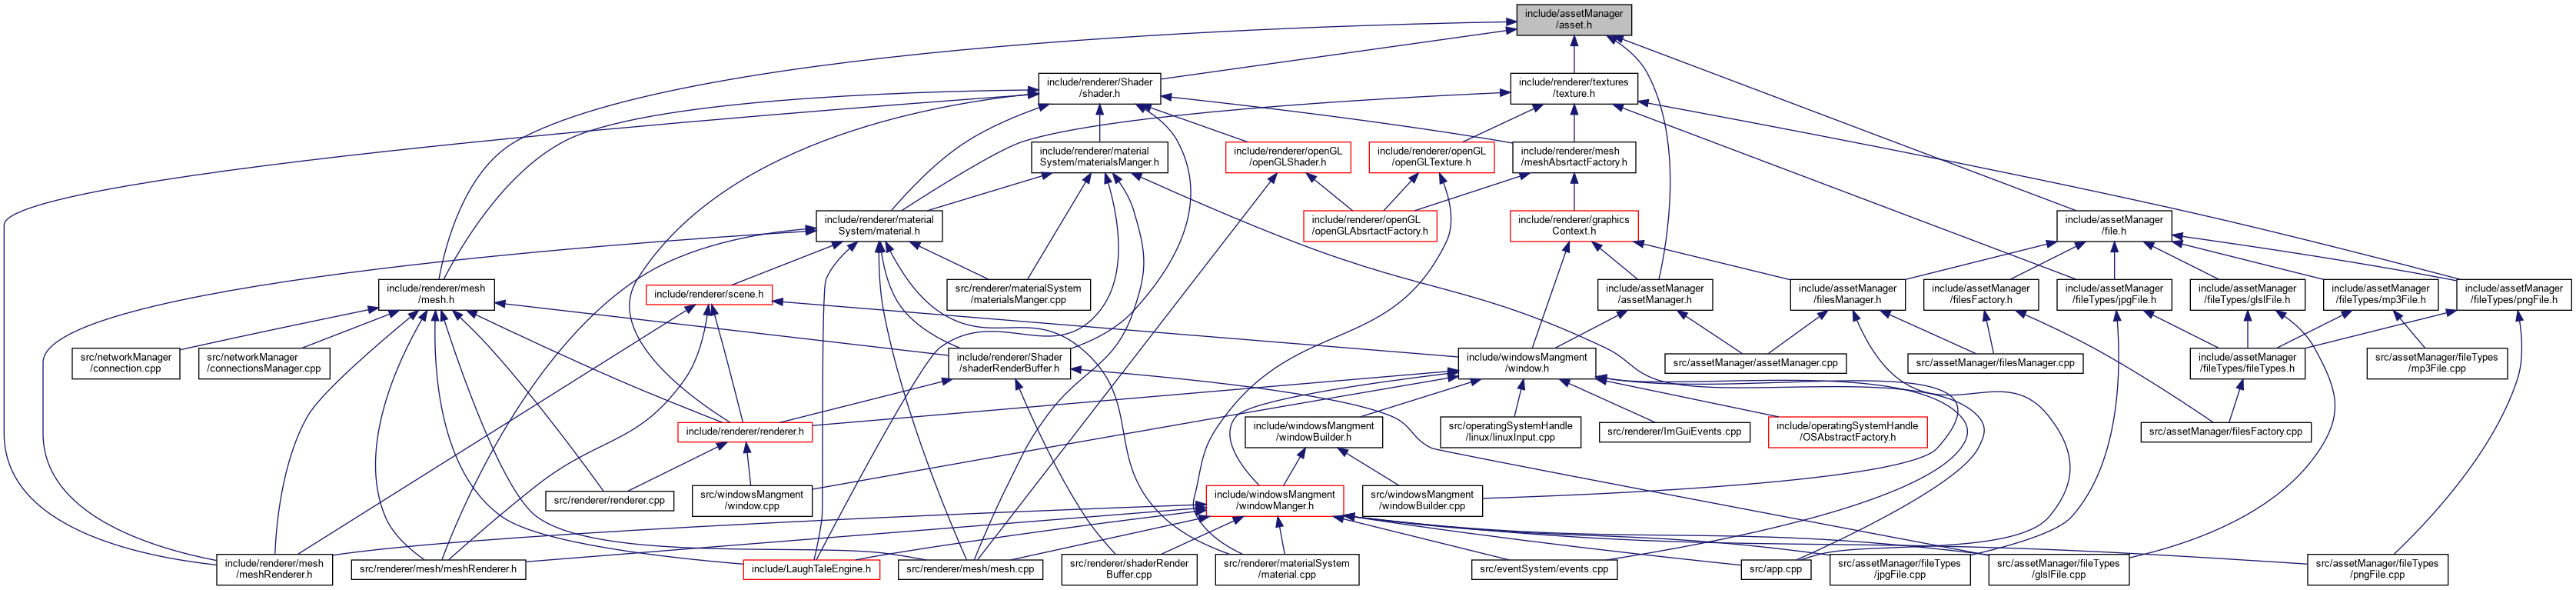 include/assetManager
/asset.h
include/renderer/Shader
/shader.h
include/renderer/textures
/texture.h
include/renderer/material
System/materialsManger.h
include/renderer/openGL
/openGLShader.h
include/renderer/openGL
/openGLTexture.h
include/renderer/mesh
/meshAbsrtactFactory.h
include/renderer/material
System/material.h
include/renderer/openGL
/openGLAbsrtactFactory.h
include/renderer/graphics
Context.h
include/assetManager
/file.h
include/renderer/mesh
/mesh.h
include/renderer/scene.h
src/renderer/materialSystem
/materialsManger.cpp
include/assetManager
/assetManager.h
include/assetManager
/filesManager.h
include/assetManager
/filesFactory.h
include/assetManager
/fileTypes/jpgFile.h
include/assetManager
/fileTypes/glslFile.h
include/assetManager
/fileTypes/mp3File.h
include/assetManager
/fileTypes/pngFile.h
src/networkManager
/connection.cpp
src/networkManager
/connectionsManager.cpp
include/renderer/Shader
/shaderRenderBuffer.h
include/windowsMangment
/window.h
src/assetManager/assetManager.cpp
src/assetManager/filesManager.cpp
include/assetManager
/fileTypes/fileTypes.h
src/assetManager/fileTypes
/mp3File.cpp
include/renderer/renderer.h
include/windowsMangment
/windowBuilder.h
src/operatingSystemHandle
/linux/linuxInput.cpp
src/renderer/ImGuiEvents.cpp
include/operatingSystemHandle
/OSAbstractFactory.h
src/assetManager/filesFactory.cpp
src/renderer/renderer.cpp
src/windowsMangment
/window.cpp
include/windowsMangment
/windowManger.h
src/windowsMangment
/windowBuilder.cpp
include/renderer/mesh
/meshRenderer.h
src/renderer/mesh/meshRenderer.h
include/LaughTaleEngine.h
src/renderer/mesh/mesh.cpp
src/renderer/shaderRender
Buffer.cpp
src/renderer/materialSystem
/material.cpp
src/eventSystem/events.cpp
src/app.cpp
src/assetManager/fileTypes
/jpgFile.cpp
src/assetManager/fileTypes
/glslFile.cpp
src/assetManager/fileTypes
/pngFile.cpp